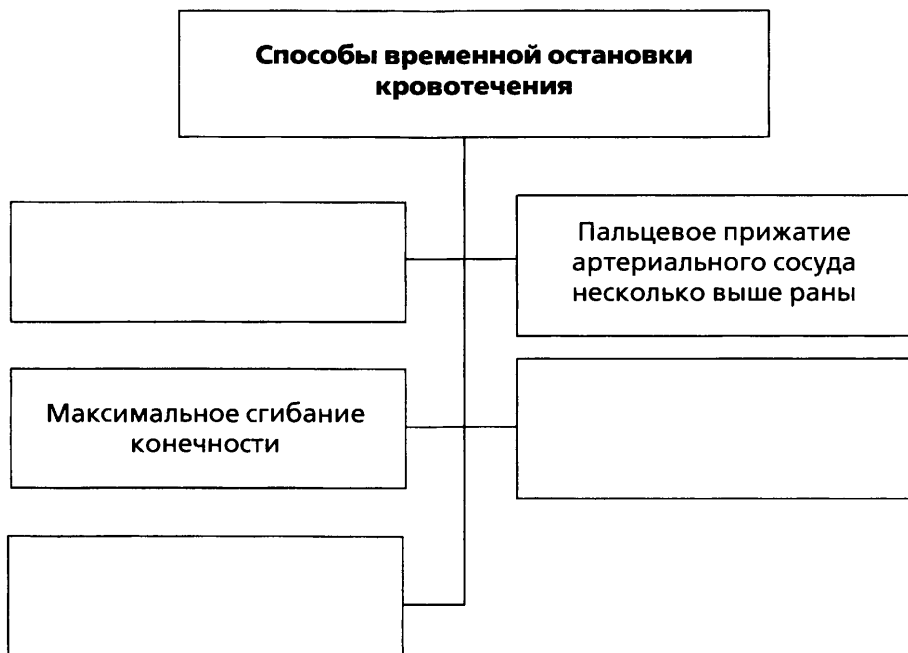 Способы временной остановки
кровотечения
Пальцевое прижатие
артериального сосуда
несколько выше раны
Максимальное сгибание
конечности